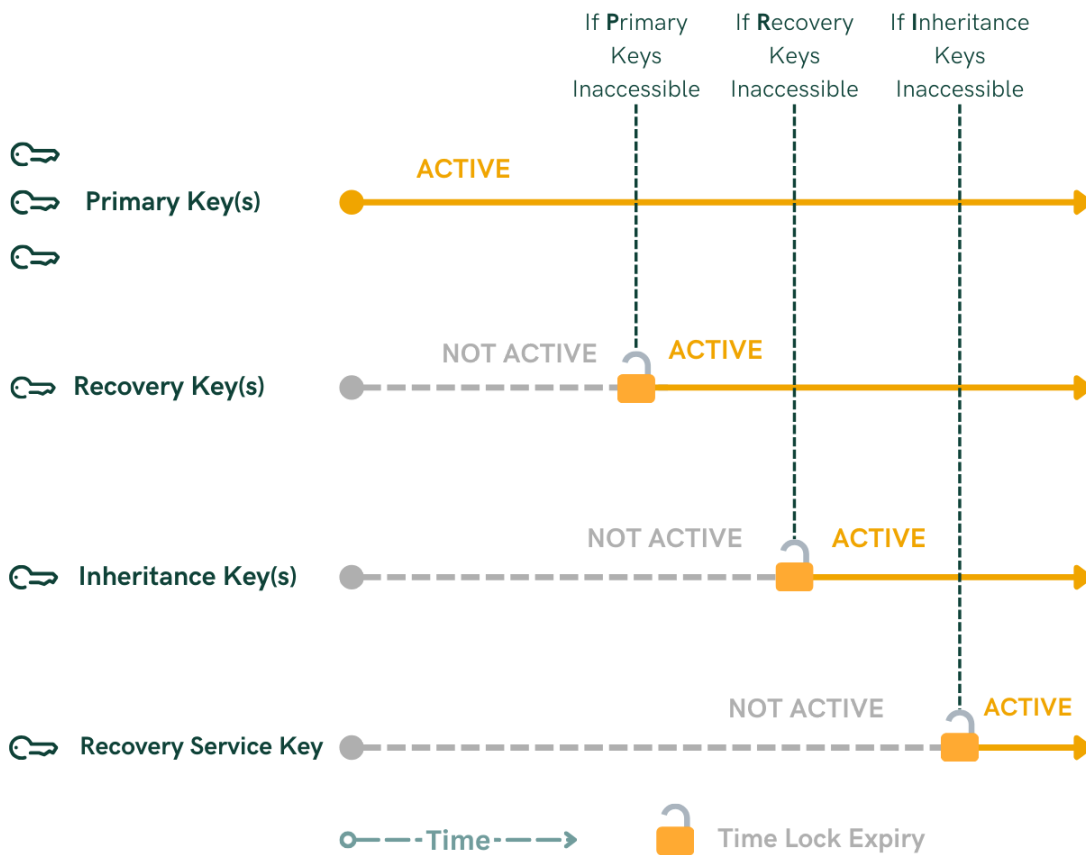 If Primary
Keys
Inaccessible
If Recovery
Keys
Inaccessible
If Inheritance
Keys
Inaccessible
ACTIVE
Primary Key(s)
NOT ACTIVE
ACTIVE
Recovery Key(s)
NOT ACTIVE
ACTIVE
Inheritance Key(s)
NOT ACTIVE
ACTIVE
Recovery Service Key
Time
Time Lock Expiry